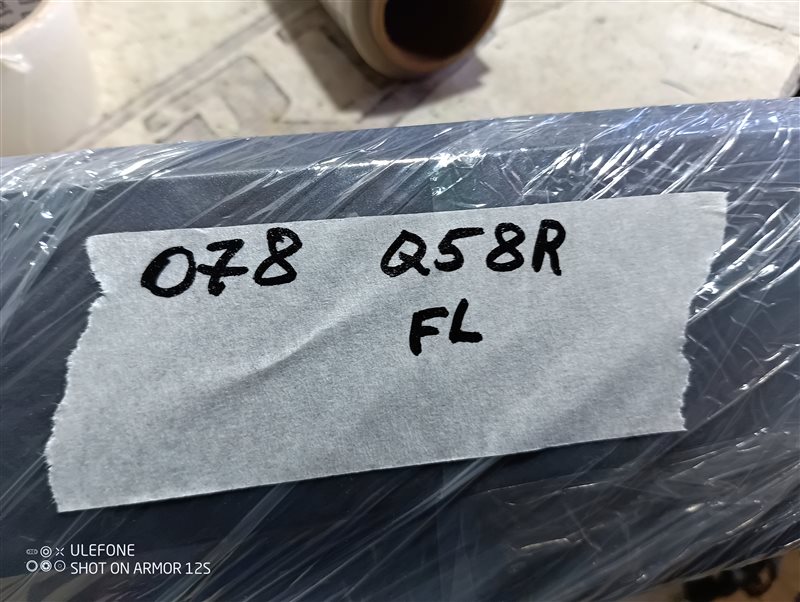 078 Q58R
FL
ULEFONE
SHOT ON ARMOR 12S